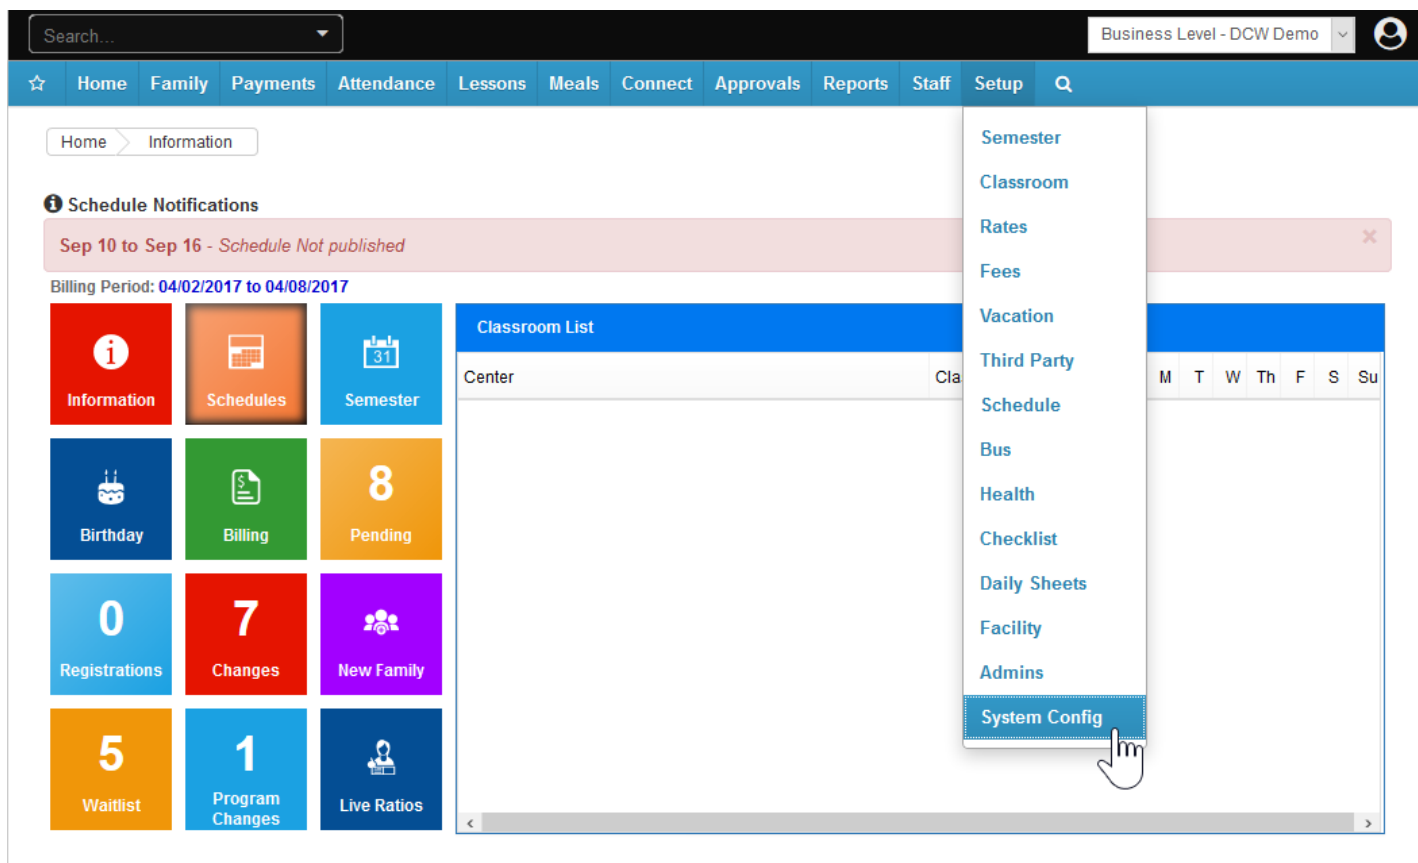 Search...
Business Level - DCW Demo
Home Family Payments Attendance Lessons Meals Connect Approvals Reports Staff Setup
Home Information
Schedule Notifications
Sep 10 to Sep 16 - Schedule Not published
Billing Period: 04/02/2017 to 04/08/2017
Information
Schedules
31
Semester
Birthday
Billing
8
Pending
0
Registrations
7
Changes
New Family
5
Waitlist
1
Program
Changes
Live Ratios
Classroom List
Center Cla M T W Th F S Su
Semester
Classroom
Rates
Fees
Vacation
Third Party
Schedule
Bus
Health
Checklist
Daily Sheets
Facility
Admins
System Config